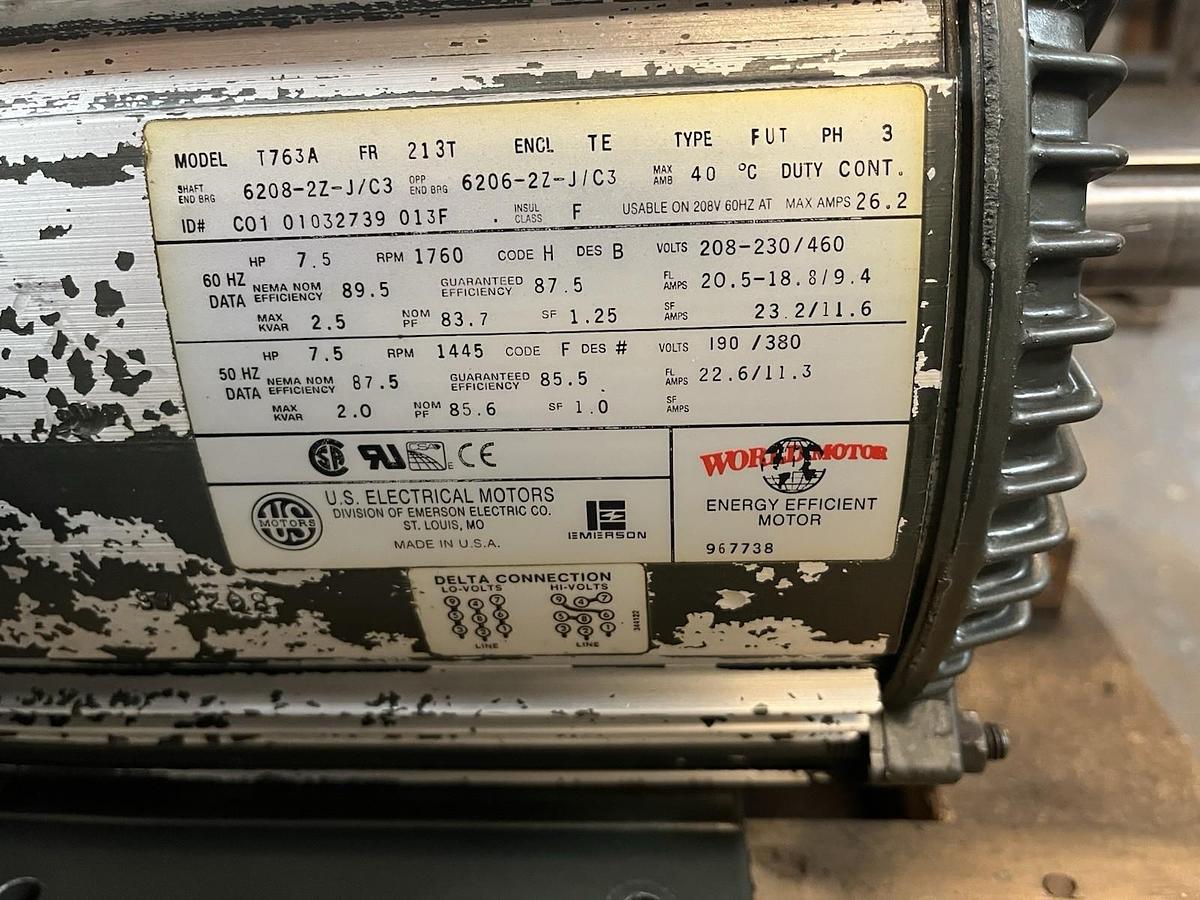 MODEL T763A FR 213T ENCL TE TYPE FUT PH 3
SHAFT END BRG 6208-2Z-J/C3 OPP END BRG 6206-2Z-J/C3 MAX AMB 40 °C DUTY CONT.
ID# C01 01032739 013F . INSUL CLASS F USABLE ON 208V 60HZ AT MAX AMPS 26.2
60 HZ DATA
HP 7.5 RPM 1760 CODE H DES B VOLTS 208-230/460
NEMA NOM EFFICIENCY 89.5 GUARANTEED EFFICIENCY 87.5 FL AMPS 20.5-18.8/9.4
MAX KVAR 2.5 NOM PF 83.7 SF 1.25 SF AMPS 23.2/11.6
50 HZ DATA
HP 7.5 RPM 1445 CODE F DES # VOLTS 190 /380
NEMA NOM EFFICIENCY 87.5 GUARANTEED EFFICIENCY 85.5 FL AMPS 22.6/11.3
MAX KVAR 2.0 NOM PF 85.6 SF 1.0 SF AMPS
CE
US MOTORS
U.S. ELECTRICAL MOTORS
DIVISION OF EMERSON ELECTRIC CO.
ST. LOUIS, MO
MADE IN U.S.A.
EMERSON
WORLD MOTOR
ENERGY EFFICIENT
MOTOR
967738
DELTA CONNECTION
LO-VOLTS HI-VOLTS
LINE LINE
344122